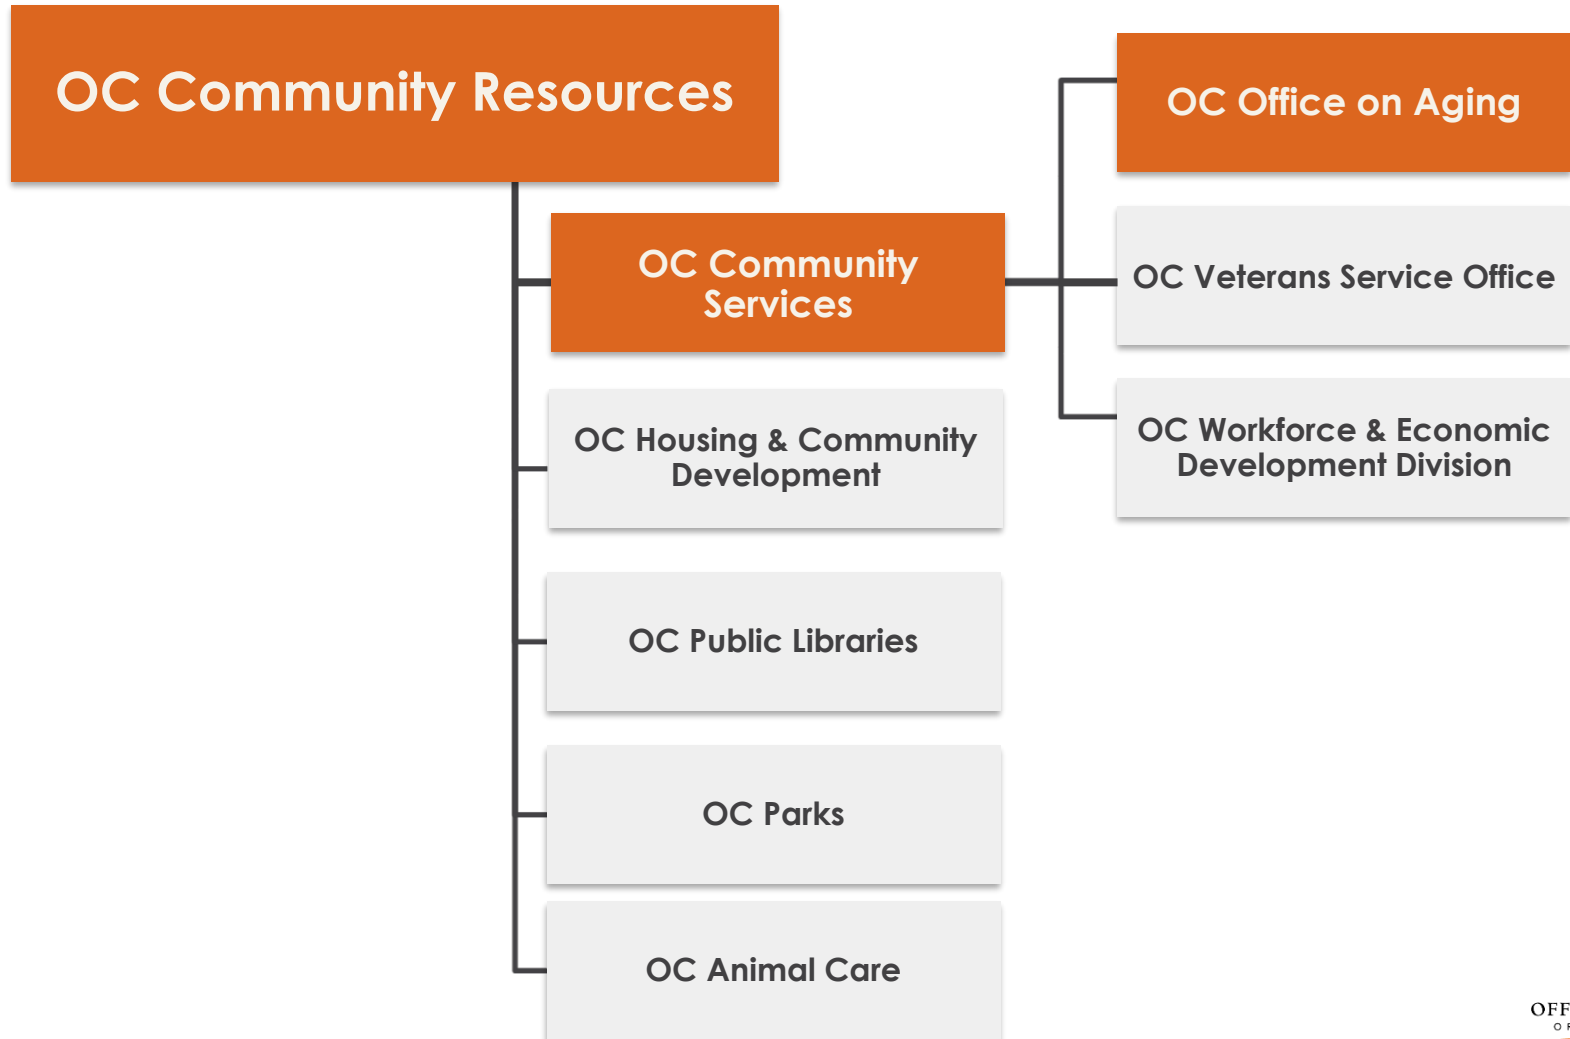 OC Community Resources
OC Office on Aging
OC Community
Services
OC Veterans Service Office
OC Housing & Community
Development
OC Workforce & Economic
Development Division
OC Public Libraries
OC Parks
OC Animal Care